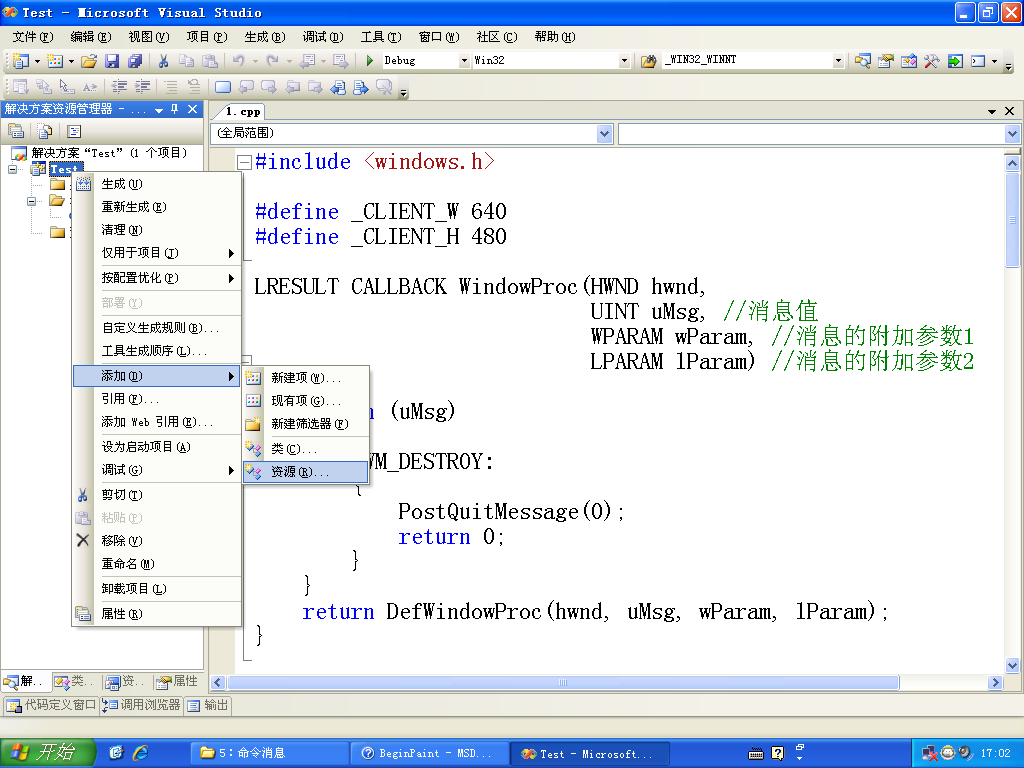 Test - Microsoft Visual Studio
文件(F) 编辑(E) 视图(V) 项目(P) 生成(B) 调试(D) 工具(T) 窗口(W) 社区(C) 帮助(H)
Debug Win32 _WIN32_WINNT
解决方案资源管理器 - ...
1.cpp
(全局范围)
解决方案 “Test” (1 个项目)
Test
生成(U)
重新生成(E)
清理(N)
仅用于项目(J)
按配置优化(P)
部署(Y)
自定义生成规则(B)...
工具生成顺序(L)...
添加(D)
引用(F)...
添加 Web 引用(E)...
设为启动项目(A)
调试(G)
剪切(T)
粘贴(P)
移除(V)
重命名(M)
卸载项目(L)
属性(R)
新建项(W)...
现有项(G)...
新建筛选器(F)
类(C)...
资源(R)...
#include <windows.h>
#define _CLIENT_W 640
#define _CLIENT_H 480
LRESULT CALLBACK WindowProc(HWND hwnd,
UINT uMsg, //消息值
WPARAM wParam, //消息的附加参数1
LPARAM lParam) //消息的附加参数2
(uMsg)
WM_DESTROY:
{
PostQuitMessage(0);
return 0;
}
}
return DefWindowProc(hwnd, uMsg, wParam, lParam);
}
解.. 类.. 资.. 属性
代码定义窗口 调用浏览器 输出
开始 5：命令消息 BeginPaint - MSD... Test - Microsoft... 17:02